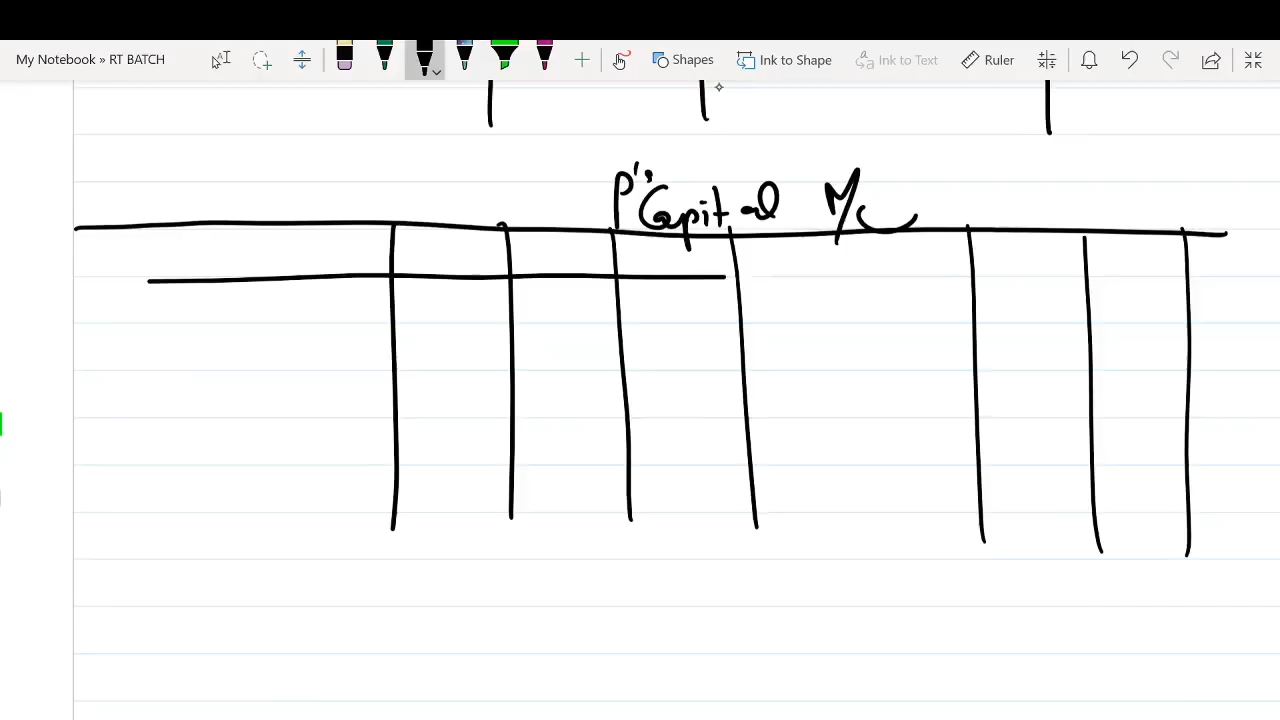 My Notebook » RT BATCH
Shapes
Ink to Shape
Ink to Text
Ruler
P's Capital A/c